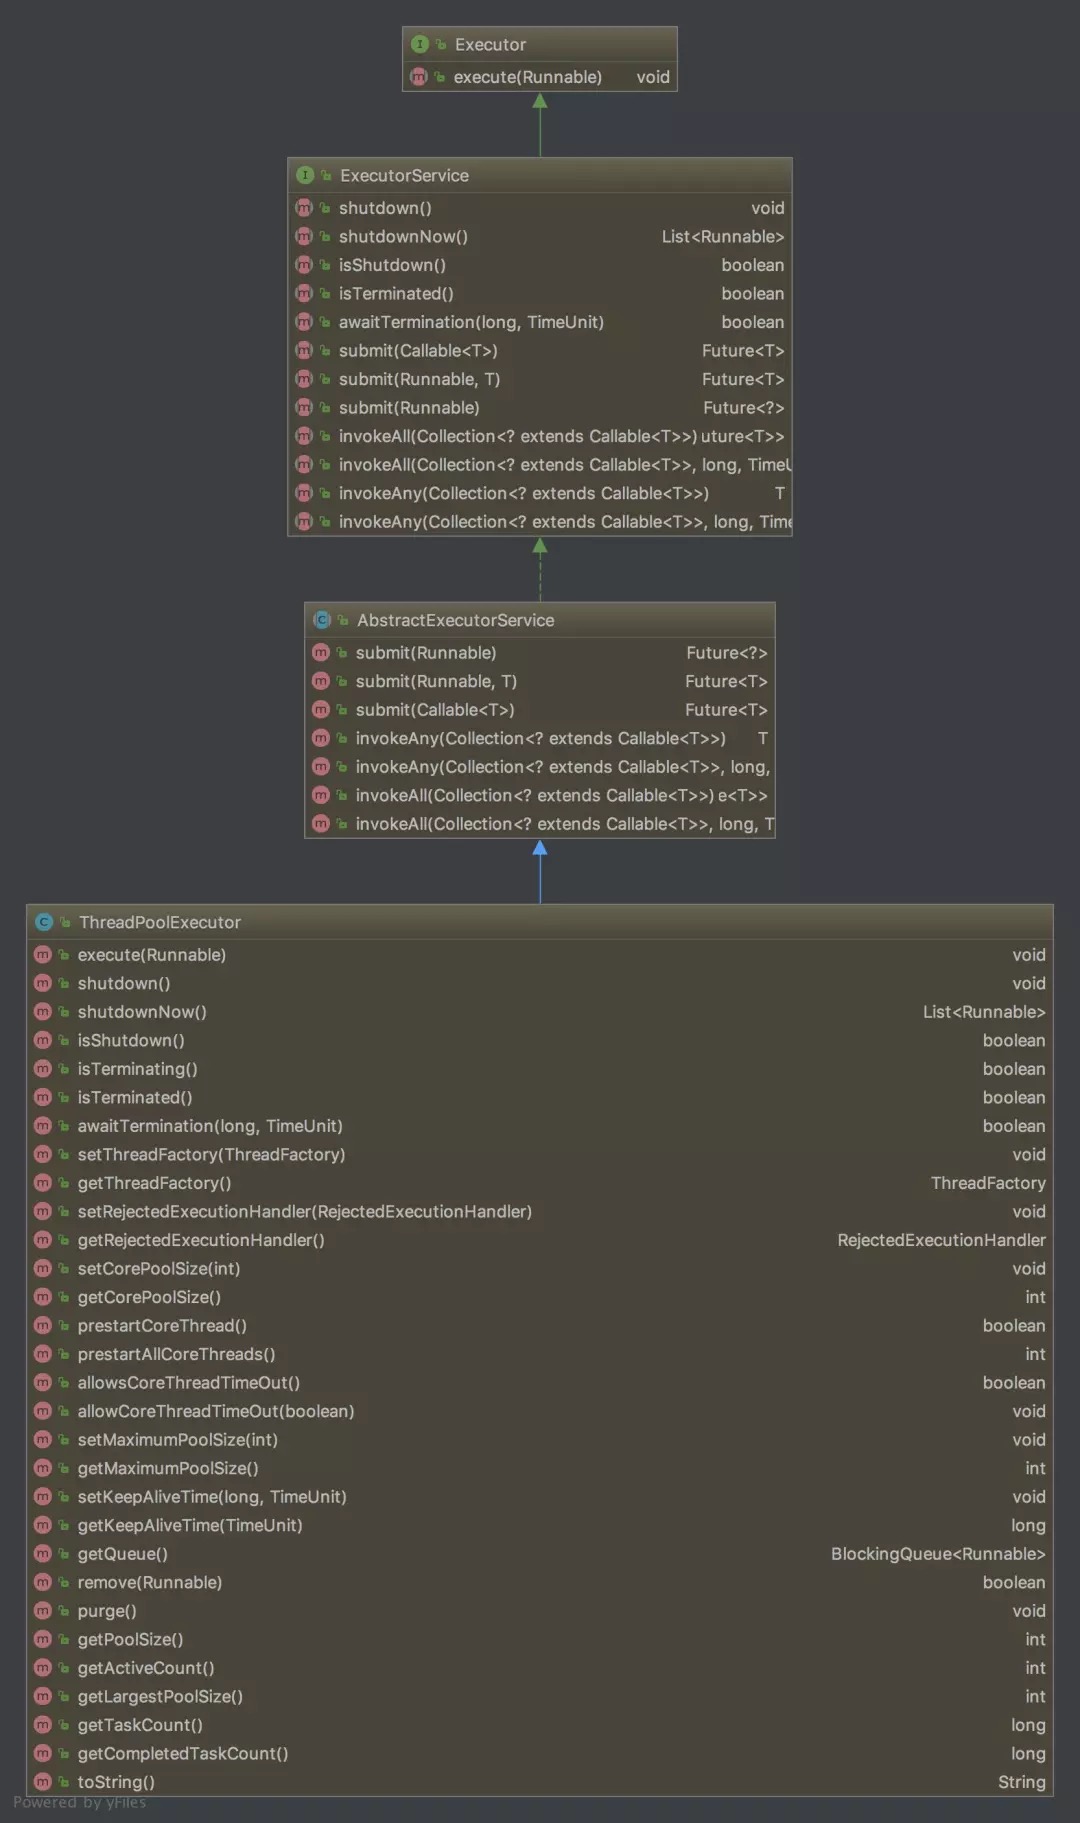 Executor
execute(Runnable) void
ExecutorService
shutdown() void
shutdownNow() List<Runnable>
isShutdown() boolean
isTerminated() boolean
awaitTermination(long, TimeUnit) boolean
submit(Callable<T>) Future<T>
submit(Runnable, T) Future<T>
submit(Runnable) Future<?>
invokeAll(Collection<? extends Callable<T>>) uture<T>>
invokeAll(Collection<? extends Callable<T>>, long, TimeU
invokeAny(Collection<? extends Callable<T>>) T
invokeAny(Collection<? extends Callable<T>>, long, Time
AbstractExecutorService
submit(Runnable) Future<?>
submit(Runnable, T) Future<T>
submit(Callable<T>) Future<T>
invokeAny(Collection<? extends Callable<T>>) T
invokeAny(Collection<? extends Callable<T>>, long,
invokeAll(Collection<? extends Callable<T>>) e<T>>
invokeAll(Collection<? extends Callable<T>>, long, T
ThreadPoolExecutor
execute(Runnable) void
shutdown() void
shutdownNow() List<Runnable>
isShutdown() boolean
isTerminating() boolean
isTerminated() boolean
awaitTermination(long, TimeUnit) boolean
setThreadFactory(ThreadFactory) void
getThreadFactory() ThreadFactory
setRejectedExecutionHandler(RejectedExecutionHandler) void
getRejectedExecutionHandler() RejectedExecutionHandler
setCorePoolSize(int) void
getCorePoolSize() int
prestartCoreThread() boolean
prestartAllCoreThreads() int
allowsCoreThreadTimeOut() boolean
allowCoreThreadTimeOut(boolean) void
setMaximumPoolSize(int) void
getMaximumPoolSize() int
setKeepAliveTime(long, TimeUnit) void
getKeepAliveTime(TimeUnit) long
getQueue() BlockingQueue<Runnable>
remove(Runnable) boolean
purge() void
getPoolSize() int
getActiveCount() int
getLargestPoolSize() int
getTaskCount() long
getCompletedTaskCount() long
toString() String
Powered by yFiles